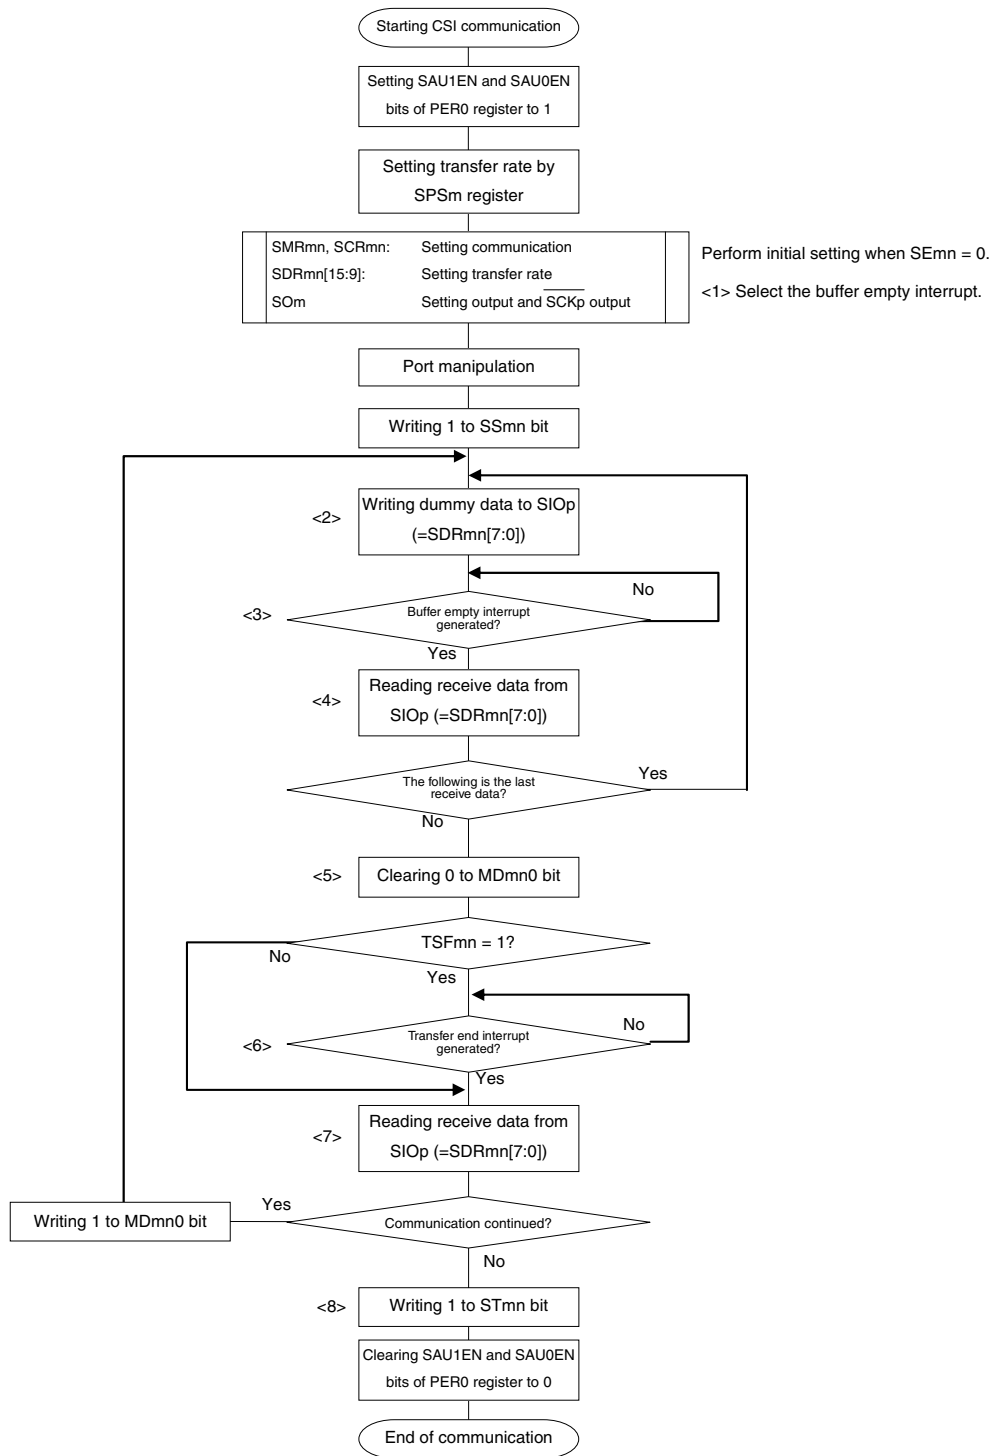 Starting CSI communication
Setting SAU1EN and SAU0EN
bits of PER0 register to 1
Setting transfer rate by
SPSm register
SMRmn, SCRmn: Setting communication
SDRmn[15:9]: Setting transfer rate
SOm Setting output and SCKp output
Perform initial setting when SEmn = 0.
<1> Select the buffer empty interrupt.
Port manipulation
Writing 1 to SSmn bit
<2>
Writing dummy data to SIOp
(=SDRmn[7:0])
No
<3>
Buffer empty interrupt
generated?
Yes
<4>
Reading receive data from
SIOp (=SDRmn[7:0])
The following is the last
receive data?
Yes
No
<5>
Clearing 0 to MDmn0 bit
TSFmn = 1?
No
Yes
<6>
Transfer end interrupt
generated?
No
Yes
<7>
Reading receive data from
SIOp (=SDRmn[7:0])
Writing 1 to MDmn0 bit
Yes
Communication continued?
No
<8>
Writing 1 to STmn bit
Clearing SAU1EN and SAU0EN
bits of PER0 register to 0
End of communication